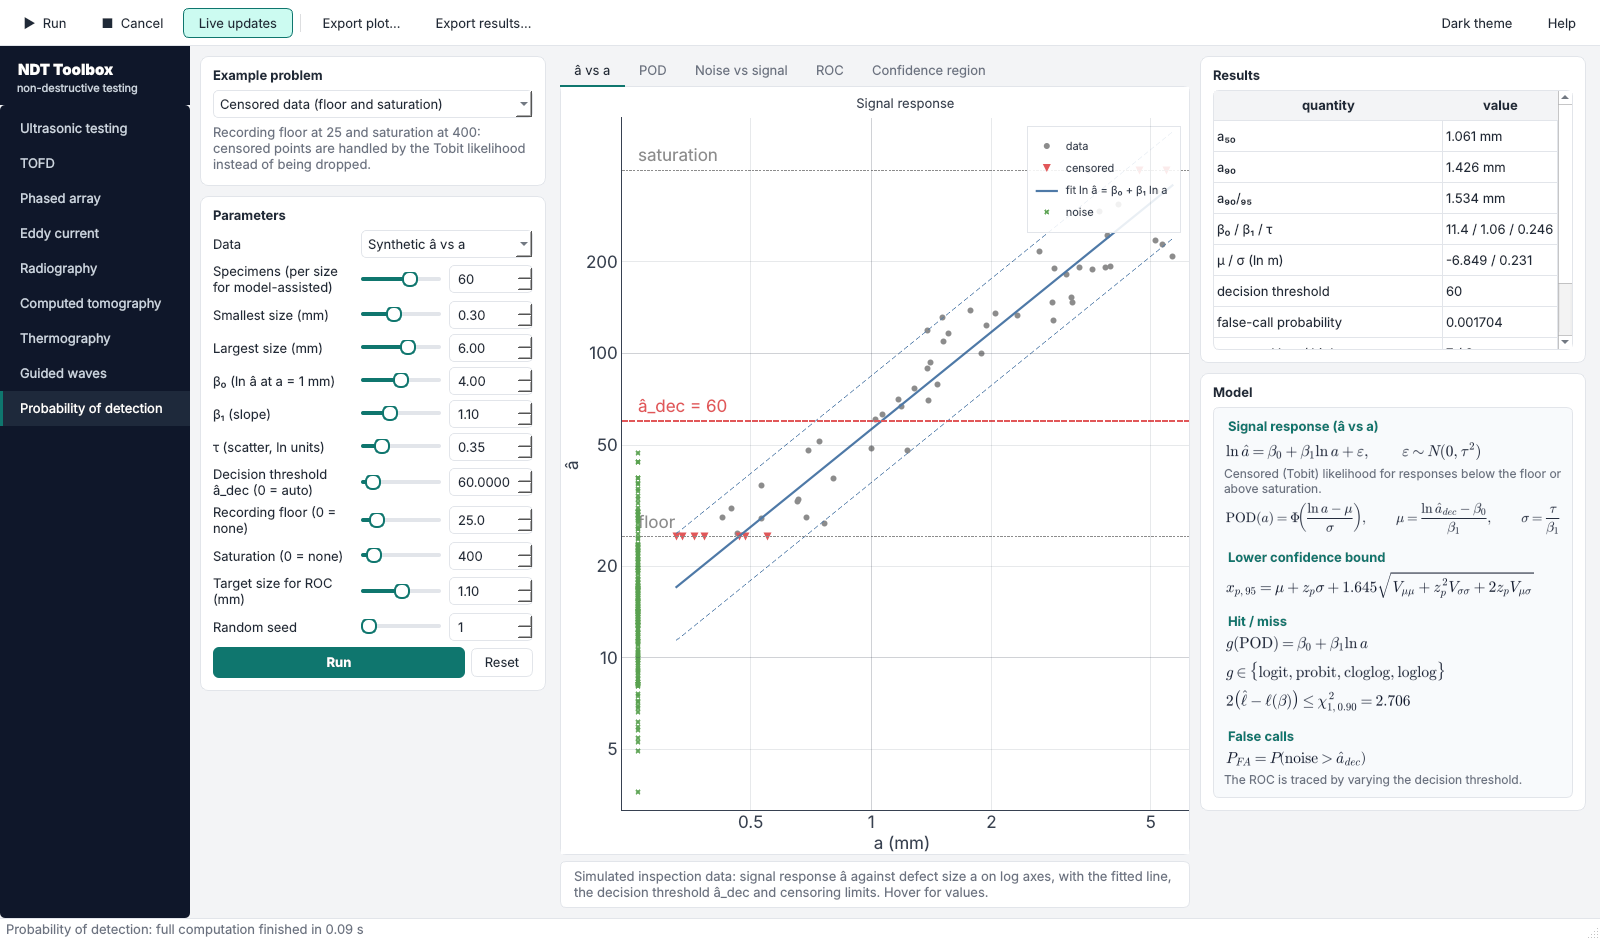 Run
Cancel
Live updates
Export plot...
Export results...
Dark theme
Help
NDT Toolbox
non-destructive testing
Ultrasonic testing
TOFD
Phased array
Eddy current
Radiography
Computed tomography
Thermography
Guided waves
Probability of detection
Example problem
Censored data (floor and saturation)
Recording floor at 25 and saturation at 400:
censored points are handled by the Tobit likelihood
instead of being dropped.
Parameters
Data
Synthetic â vs a
Specimens (per size
for model-assisted)
60
Smallest size (mm)
0.30
Largest size (mm)
6.00
β₀ (ln â at a = 1 mm)
4.00
β₁ (slope)
1.10
τ (scatter, ln units)
0.35
Decision threshold
â_dec (0 = auto)
60.0000
Recording floor (0 =
none)
25.0
Saturation (0 = none)
400
Target size for ROC
(mm)
1.10
Random seed
1
Run
Reset
â vs a
POD
Noise vs signal
ROC
Confidence region
Signal response
saturation
data
censored
fit ln â = β₀ + β₁ ln a
noise
â_dec = 60
floor
200
100
50
20
10
5
â
0.5
1
2
5
a (mm)
Simulated inspection data: signal response â against defect size a on log axes, with the fitted line,
the decision threshold â_dec and censoring limits. Hover for values.
Results
quantity
value
a₅₀
1.061 mm
a₉₀
1.426 mm
a₉₀/₉₅
1.534 mm
β₀ / β₁ / τ
11.4 / 1.06 / 0.246
μ / σ (ln m)
-6.849 / 0.231
decision threshold
60
false-call probability
0.001704
Model
Signal response (â vs a)
ln â = β₀ + β₁ ln a + ε, ε ∼ N(0, τ²)
Censored (Tobit) likelihood for responses below the floor or
above saturation.
POD(a) = Φ((ln a − μ)/σ), μ = (ln â_dec − β₀)/β₁, σ = τ/β₁
Lower confidence bound
x_{p,95} = μ + z_p σ + 1.645√(V_μμ + z_p² V_σσ + 2z_p V_μσ)
Hit / miss
g(POD) = β₀ + β₁ ln a
g ∈ {logit, probit, cloglog, loglog}
2(ℓ̂ − ℓ(β)) ≤ χ²_{1,0.90} = 2.706
False calls
P_FA = P(noise > â_dec)
The ROC is traced by varying the decision threshold.
Probability of detection: full computation finished in 0.09 s